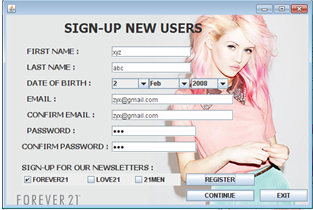 SIGN-UP NEW USERS
FIRST NAME : xyz
LAST NAME : abc
DATE OF BIRTH : 2 Feb 2008
EMAIL : zyx@gmail.com
CONFIRM EMAIL : zyx@gmail.com
PASSWORD : •••
CONFIRM PASSWORD : •••
SIGN-UP FOR OUR NEWSLETTERS :
FOREVER21 LOVE21 21MEN REGISTER
FOREVER 21 CONTINUE EXIT